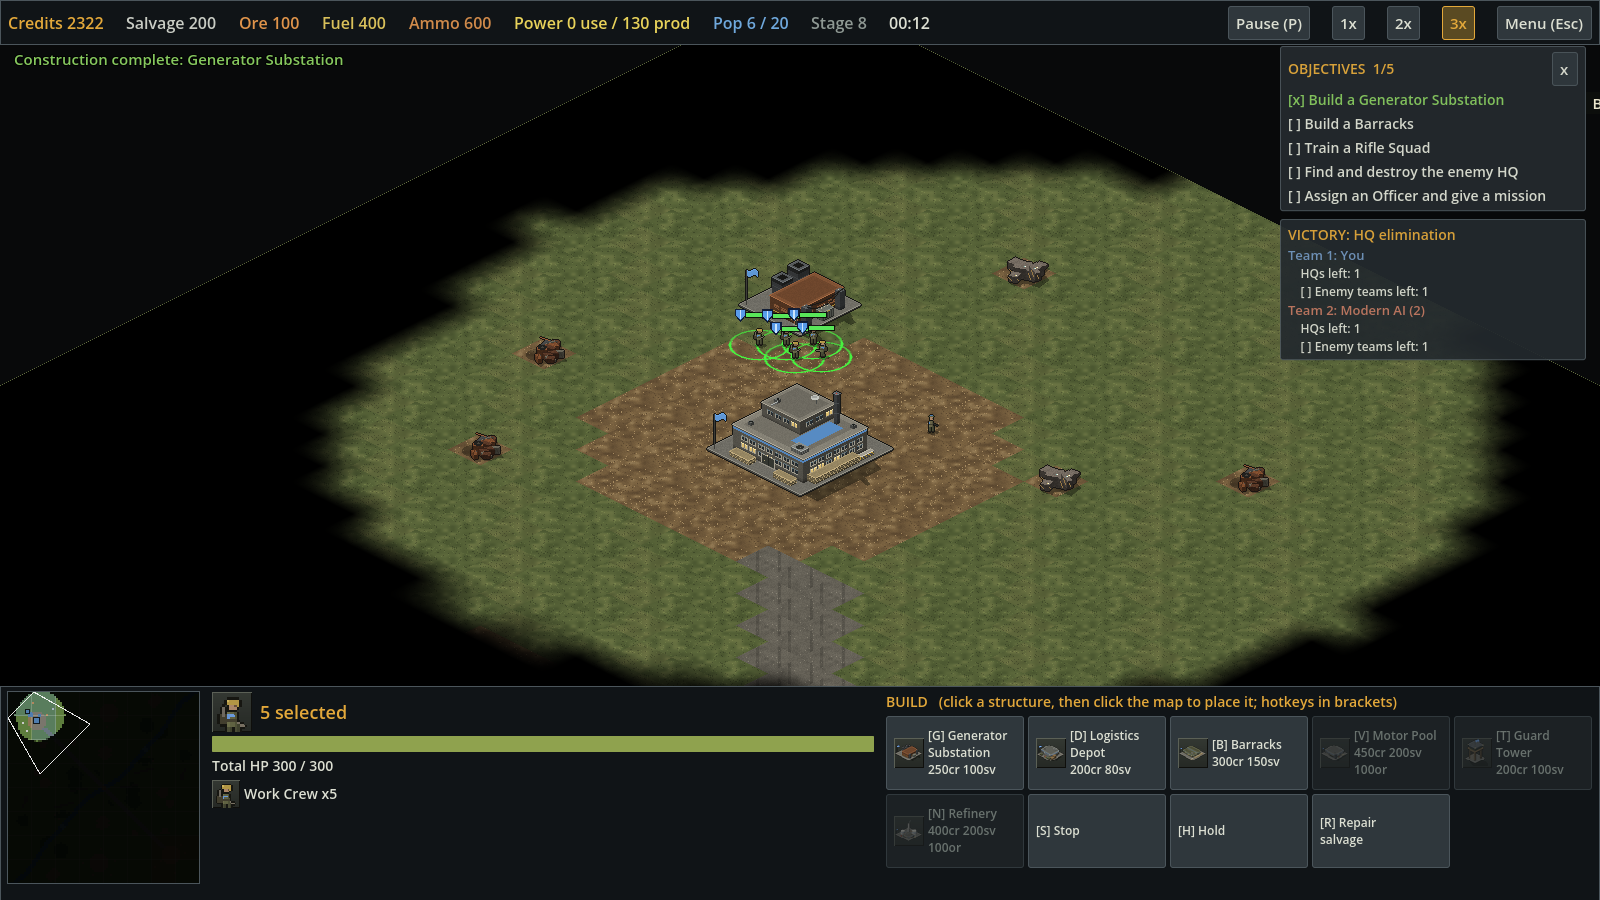 Credits 2322 Salvage 200 Ore 100 Fuel 400 Ammo 600 Power 0 use / 130 prod Pop 6 / 20 Stage 8 00:12 Pause (P) 1x 2x 3x Menu (Esc)
Construction complete: Generator Substation
OBJECTIVES 1/5 x
[x] Build a Generator Substation
[ ] Build a Barracks
[ ] Train a Rifle Squad
[ ] Find and destroy the enemy HQ
[ ] Assign an Officer and give a mission
VICTORY: HQ elimination
Team 1: You
HQs left: 1
[ ] Enemy teams left: 1
Team 2: Modern AI (2)
HQs left: 1
[ ] Enemy teams left: 1
5 selected
Total HP 300 / 300
Work Crew x5
BUILD (click a structure, then click the map to place it; hotkeys in brackets)
[G] Generator
Substation
250cr 100sv
[D] Logistics
Depot
200cr 80sv
[B] Barracks
300cr 150sv
[V] Motor Pool
450cr 200sv
100or
[T] Guard
Tower
200cr 100sv
[N] Refinery
400cr 200sv
100or
[S] Stop
[H] Hold
[R] Repair
salvage